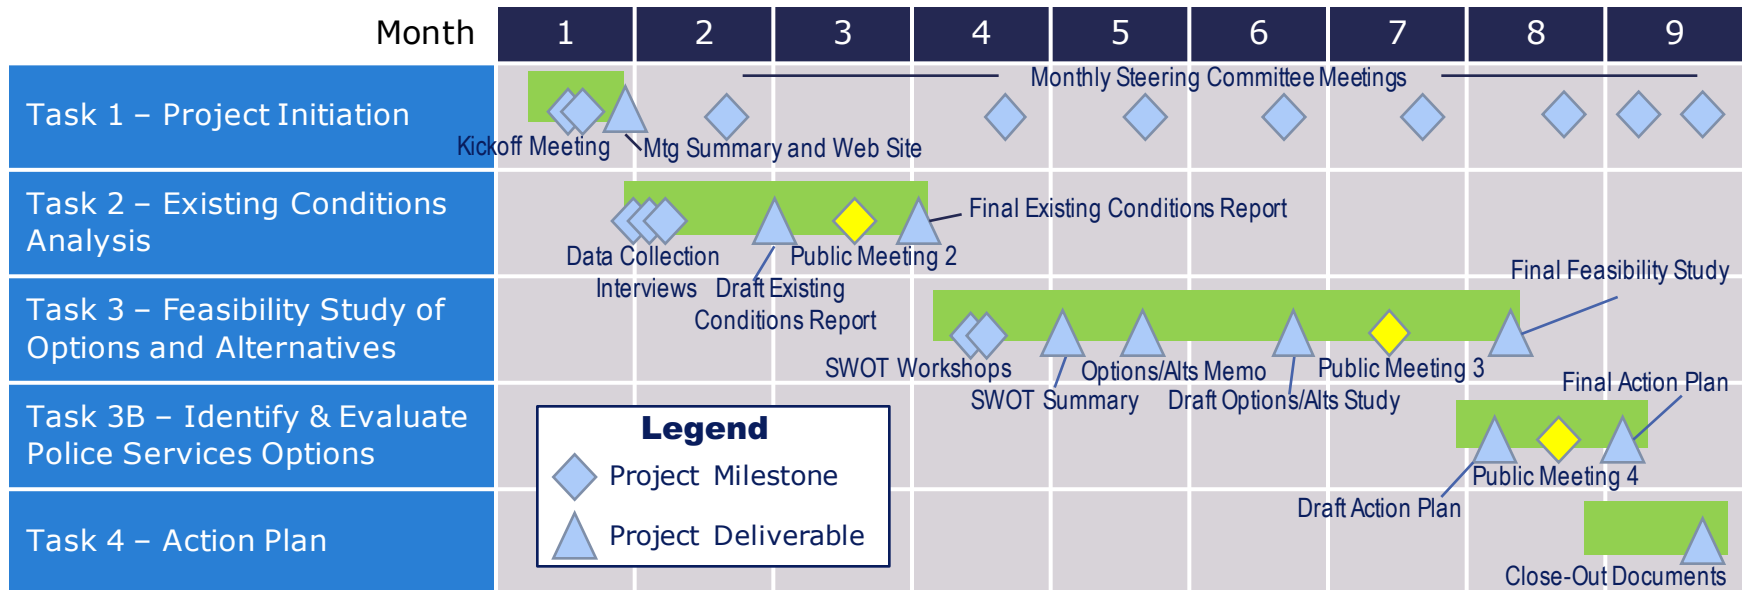 Month 1 2 3 4 5 6 7 8 9
Monthly Steering Committee Meetings
Task 1 – Project Initiation
Kickoff Meeting
Mtg Summary and Web Site
Task 2 – Existing Conditions
Analysis
Final Existing Conditions Report
Data Collection
Interviews
Public Meeting 2
Draft Existing
Conditions Report
Final Feasibility Study
Task 3 – Feasibility Study of
Options and Alternatives
SWOT Workshops
SWOT Summary
Options/Alts Memo
Draft Options/Alts Study
Public Meeting 3
Final Action Plan
Task 3B – Identify & Evaluate
Police Services Options
Public Meeting 4
Draft Action Plan
Legend
Project Milestone
Project Deliverable
Task 4 – Action Plan
Close-Out Documents